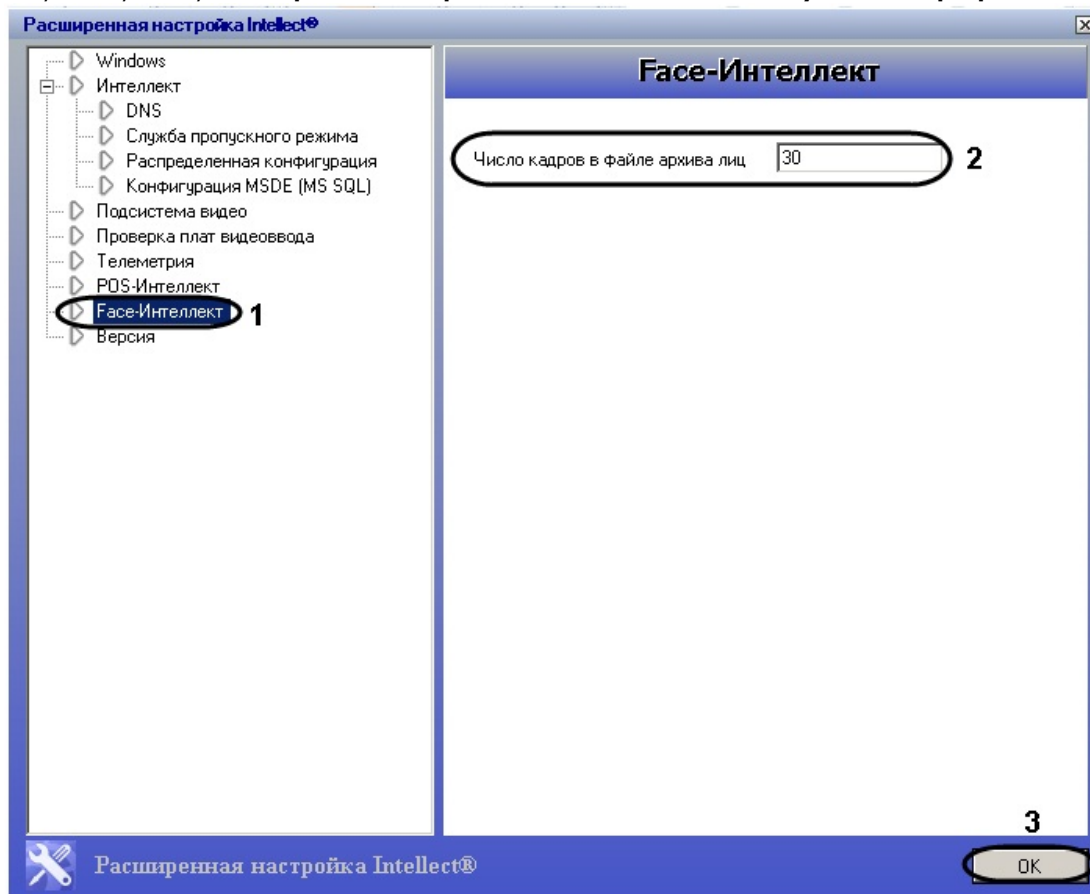 Расширенная настройка Intellect®
Windows
Интеллект
DNS
Служба пропускного режима
Распределенная конфигурация
Конфигурация MSDE (MS SQL)
Подсистема видео
Проверка плат видеоввода
Телеметрия
POS-Интеллект
Face-Интеллект 1
Версия
Face-Интеллект
Число кадров в файле архива лиц 30 2
3
Расширенная настройка Intellect®
OK